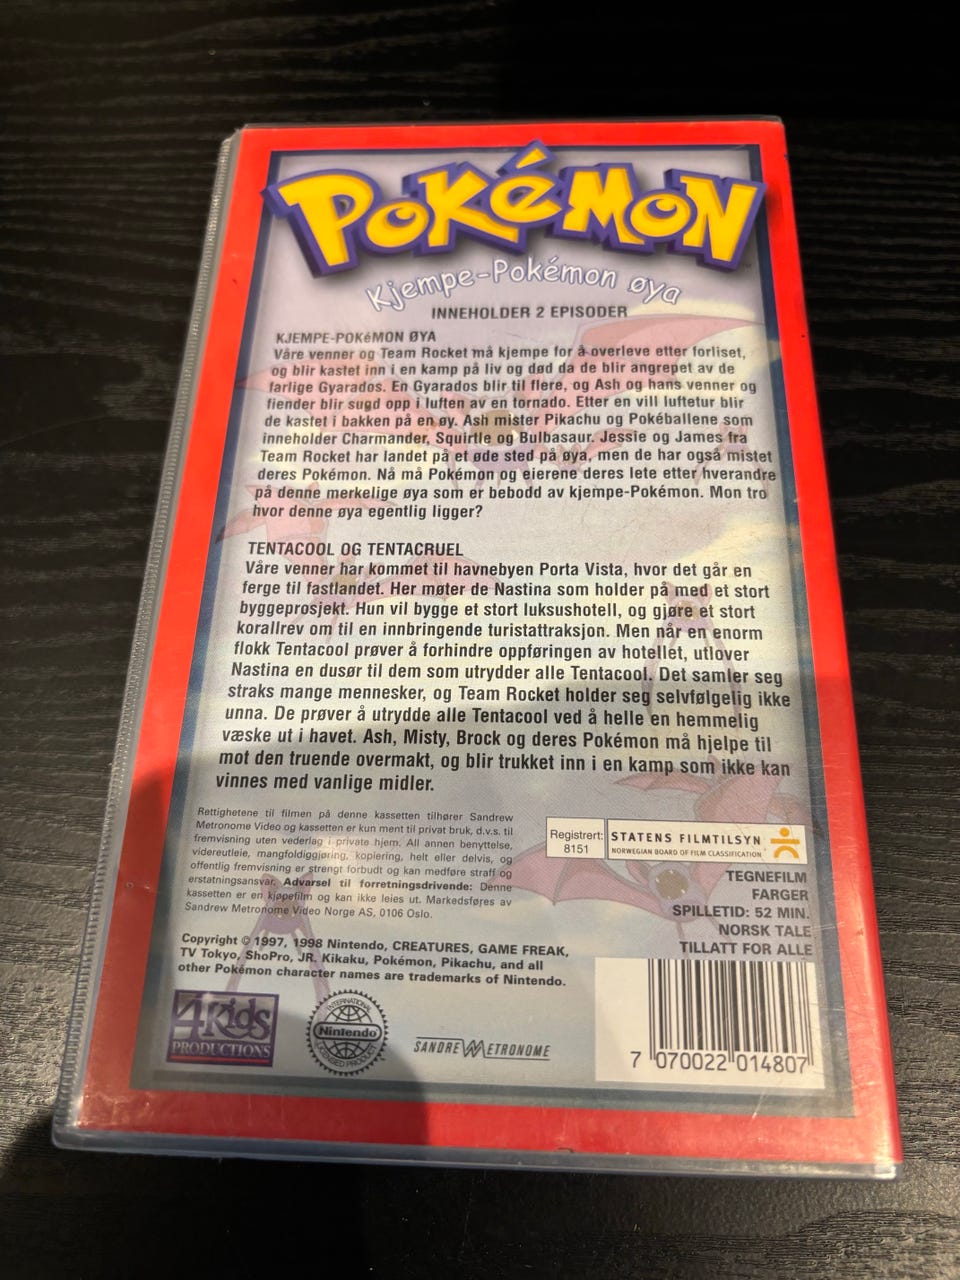 POKéMON
Kjempe-Pokémon øya
INNEHOLDER 2 EPISODER
KJEMPE-POKéMON ØYA
Våre venner og Team Rocket må kjempe for å overleve etter forliset,
og blir kastet inn i en kamp på liv og død da de blir angrepet av de
farlige Gyarados. En Gyarados blir til flere, og Ash og hans venner og
fiender blir sugd opp i luften av en tornado. Etter en vill luftetur blir
de kastet i bakken på en øy. Ash mister Pikachu og Pokéballene som
inneholder Charmander, Squirtle og Bulbasaur. Jessie og James fra
Team Rocket har landet på et øde sted på øya, men de har også mistet
deres Pokémon. Nå må Pokémon og eierene deres lete etter hverandre
på denne merkelige øya som er bebodd av kjempe-Pokémon. Mon tro
hvor denne øya egentlig ligger?
TENTACOOL OG TENTACRUEL
Våre venner har kommet til havnebyen Porta Vista, hvor det går en
ferge til fastlandet. Her møter de Nastina som holder på med et stort
byggeprosjekt. Hun vil bygge et stort luksushotell, og gjøre et stort
korallrev om til en innbringende turistattraksjon. Men når en enorm
flokk Tentacool prøver å forhindre oppføringen av hotellet, utlover
Nastina en dusør til dem som utrydder alle Tentacool. Det samler seg
straks mange mennesker, og Team Rocket holder seg selvfølgelig ikke
unna. De prøver å utrydde alle Tentacool ved å helle en hemmelig
væske ut i havet. Ash, Misty, Brock og deres Pokémon må hjelpe til
mot den truende overmakt, og blir trukket inn i en kamp som ikke kan
vinnes med vanlige midler.
Rettighetene til filmen på denne kassetten tilhører Sandrew
Metronome Video og kassetten er kun ment til privat bruk, d.v.s. til
fremvisning uten vederlag i private hjem. All annen benyttelse,
videreutleie, mangfoldiggjøring, kopiering, helt eller delvis, og
offentlig fremvisning er strengt forbudt og kan medføre straff og
erstatningsansvar. Advarsel til forretningsdrivende: Denne
kassetten er en kjøpefilm og kan ikke leies ut. Markedsføres av
Sandrew Metronome Video Norge AS, 0106 Oslo.
Registrert:
8151
STATENS FILMTILSYN
NORWEGIAN BOARD OF FILM CLASSIFICATION
TEGNEFILM
FARGER
SPILLETID: 52 MIN.
NORSK TALE
TILLATT FOR ALLE
Copyright © 1997, 1998 Nintendo, CREATURES, GAME FREAK,
TV Tokyo, ShoPro, JR. Kikaku, Pokémon, Pikachu, and all
other Pokémon character names are trademarks of Nintendo.
4Kids
PRODUCTIONS
INTERNATIONAL
Nintendo
LICENSED PRODUCT
SANDREW METRONOME
7 070022 014807